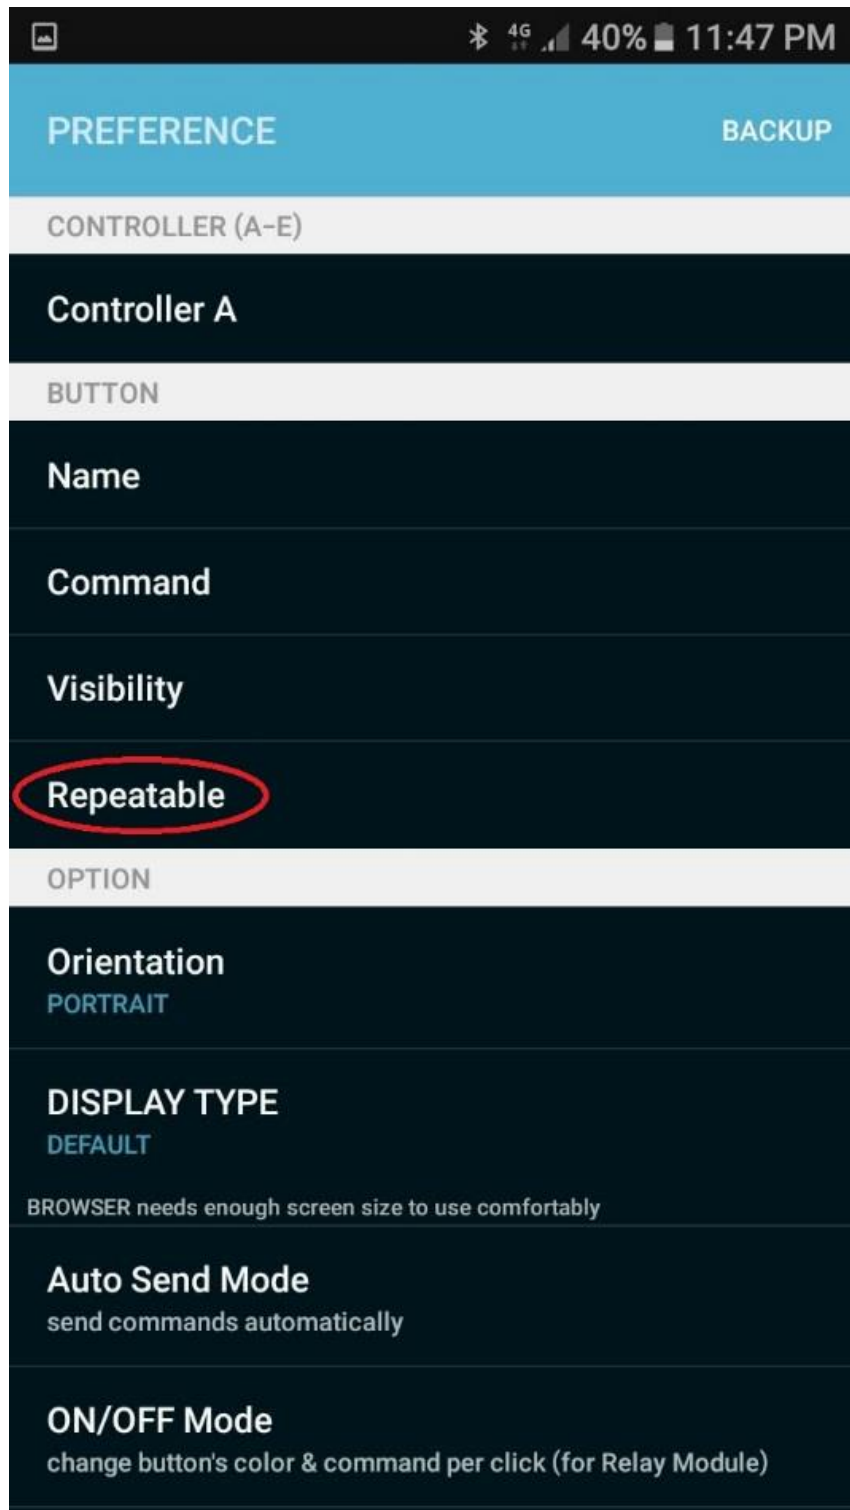 4G 40% 11:47 PM
PREFERENCE BACKUP
CONTROLLER (A-E)
Controller A
BUTTON
Name
Command
Visibility
Repeatable
OPTION
Orientation
PORTRAIT
DISPLAY TYPE
DEFAULT
BROWSER needs enough screen size to use comfortably
Auto Send Mode
send commands automatically
ON/OFF Mode
change button's color & command per click (for Relay Module)